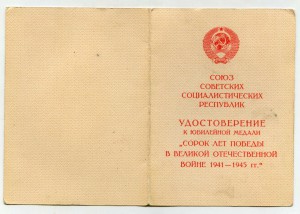 СОЮЗ
СОВЕТСКИХ
СОЦИАЛИСТИЧЕСКИХ
РЕСПУБЛИК
УДОСТОВЕРЕНИЕ
К ЮБИЛЕЙНОЙ МЕДАЛИ
„СОРОК ЛЕТ ПОБЕДЫ
В ВЕЛИКОЙ ОТЕЧЕСТВЕННОЙ
ВОЙНЕ 1941—1945 гг.“